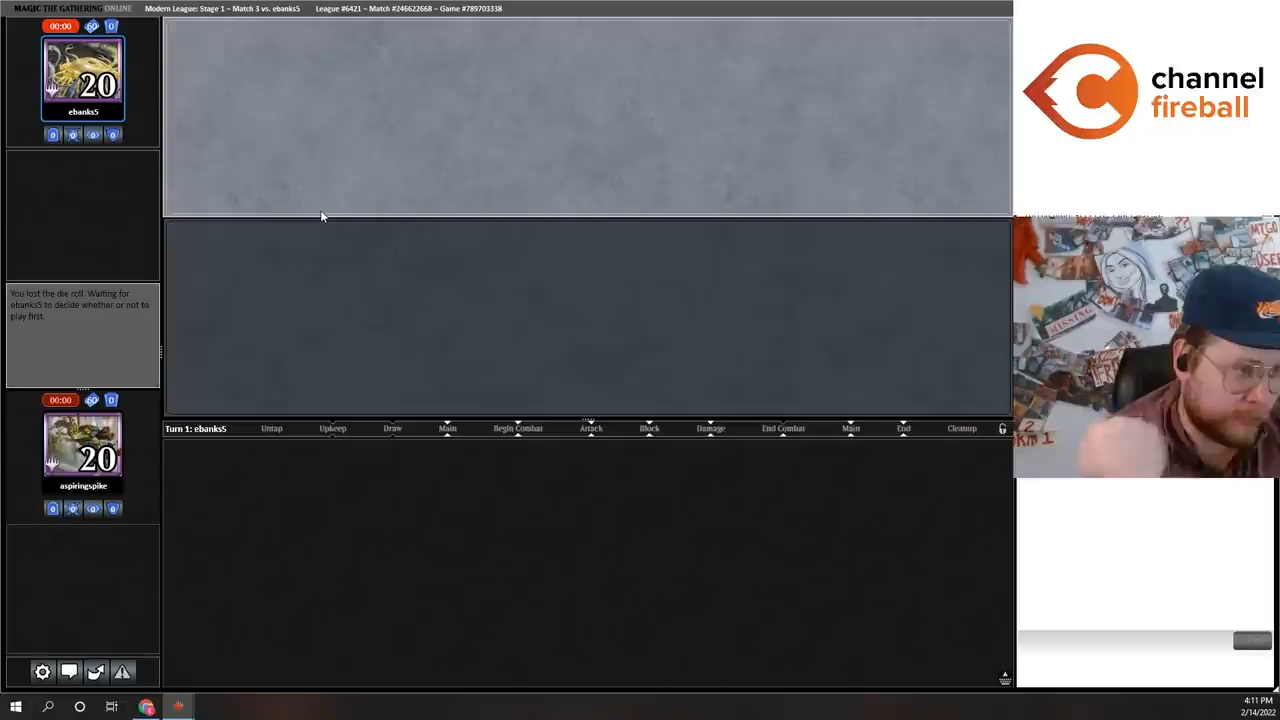 MAGIC THE GATHERING ONLINE
Modern League: Stage 1 – Match 3 vs. ebanks5 League #6421 – Match #246622668 – Game #789703338
00:00 60 0
20
ebanks5
0 0 0 0
You lost the die roll. Waiting for
ebanks5 to decide whether or not to
play first.
00:00 60 0
20
aspiringspike
0 0 0 0
Turn 1: ebanks5 Untap Upkeep Draw Main Begin Combat Attack Block Damage End Combat Main End Cleanup
channel
fireball
MTGO
USER
MISSING
4:11 PM
2/14/2022